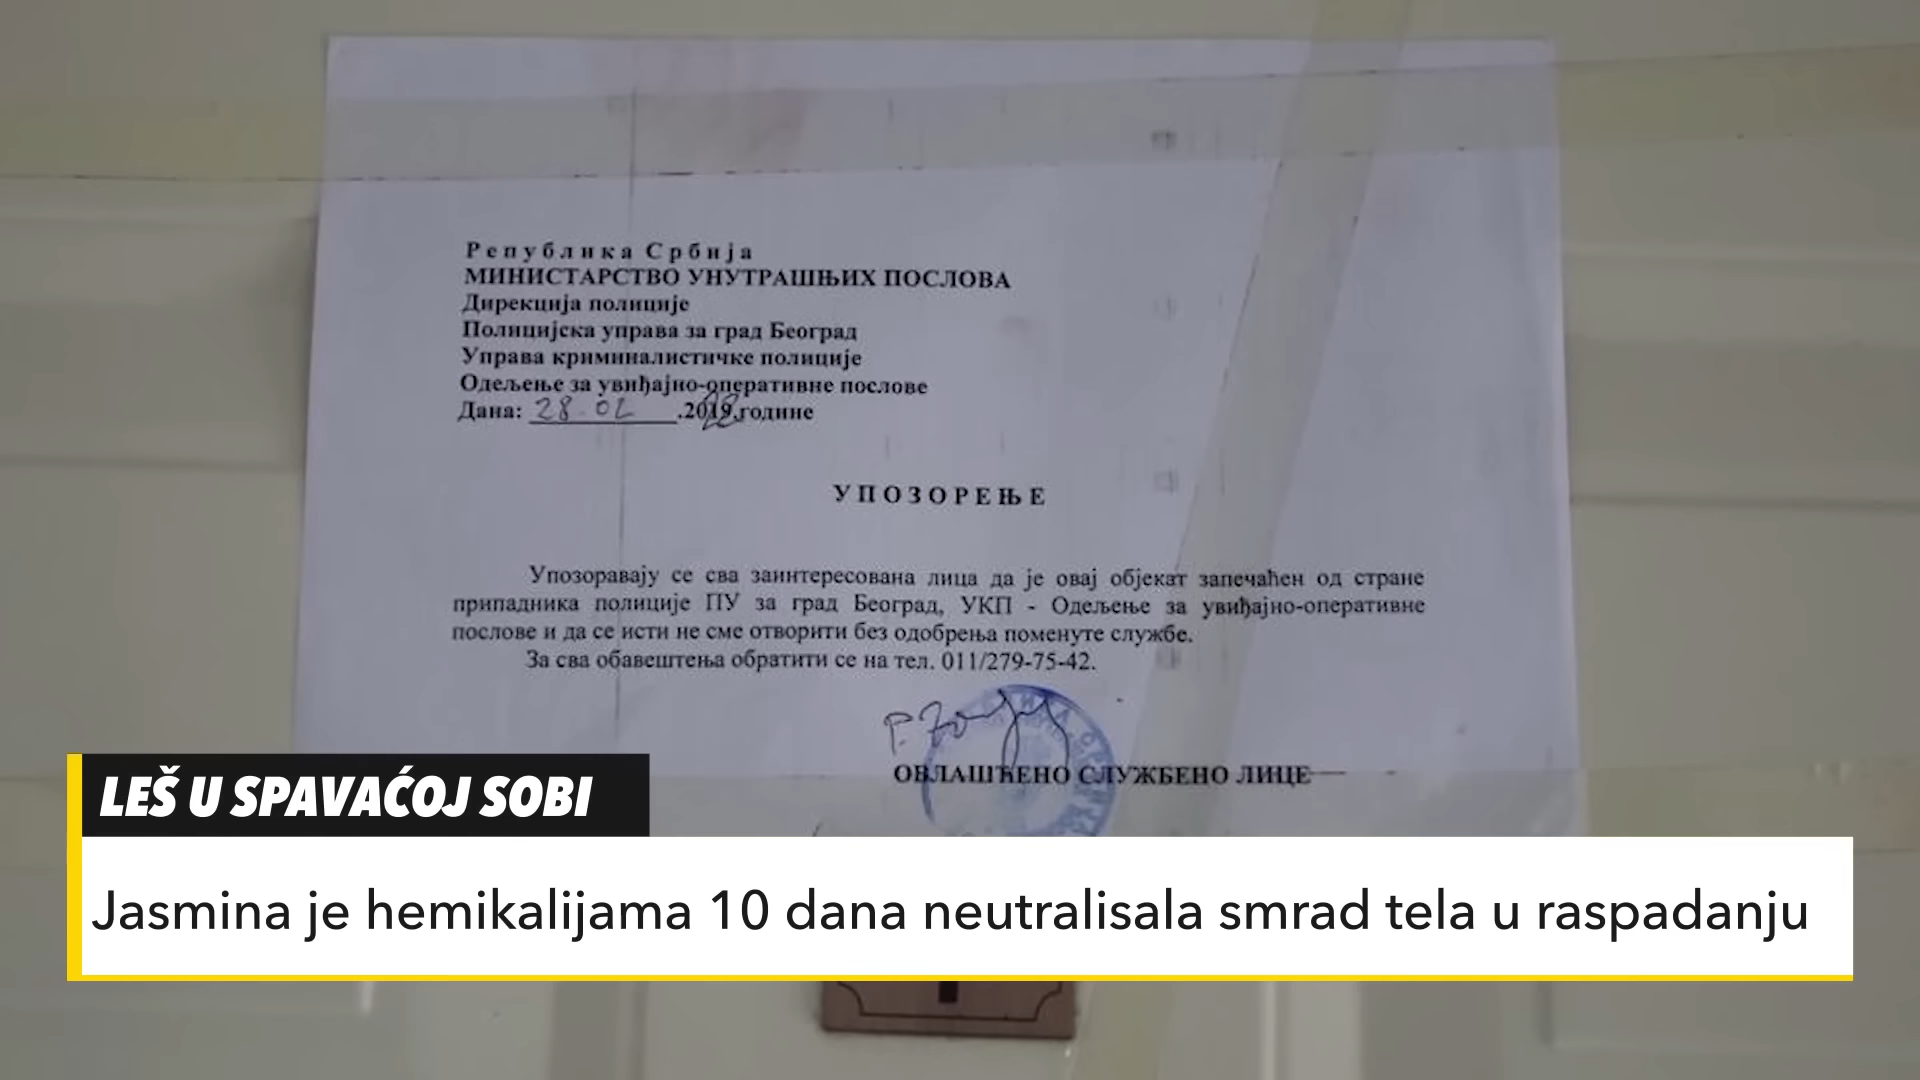 Република Србија
МИНИСТАРСТВО УНУТРАШЊИХ ПОСЛОВА
Дирекција полиције
Полицијска управа за град Београд
Управа криминалистичке полиције
Одељење за увиђајно-оперативне послове
Дана: 28.02 .2019.године
УПОЗОРЕЊЕ
Упозоравају се сва заинтересована лица да је овај објекат запечаћен од стране
припадника полиције ПУ за град Београд, УКП - Одељење за увиђајно-оперативне
послове и да се исти не сме отворити без одобрења поменуте службе.
За сва обавештења обратити се на тел. 011/279-75-42.
ОВЛАШЋЕНО СЛУЖБЕНО ЛИЦЕ
LEŠ U SPAVAĆOJ SOBI
Jasmina je hemikalijama 10 dana neutralisala smrad tela u raspadanju